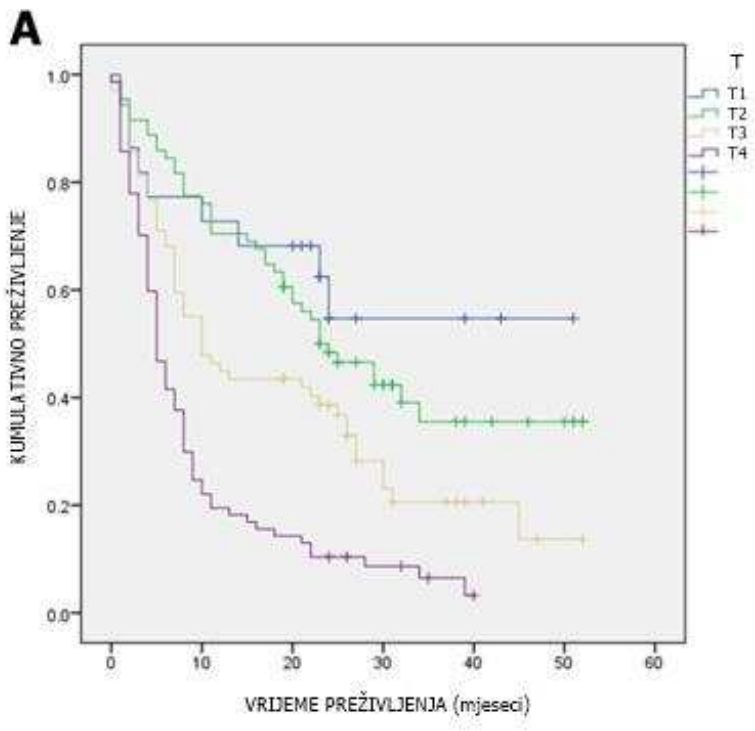 A
T
T1
T2
T3
T4
1.0
0.8
0.6
0.4
0.2
0.0
KUMULATIVNO PREŽIVLJENJE
0 10 20 30 40 50 60
VRIJEME PREŽIVLJENJA (mjeseci)